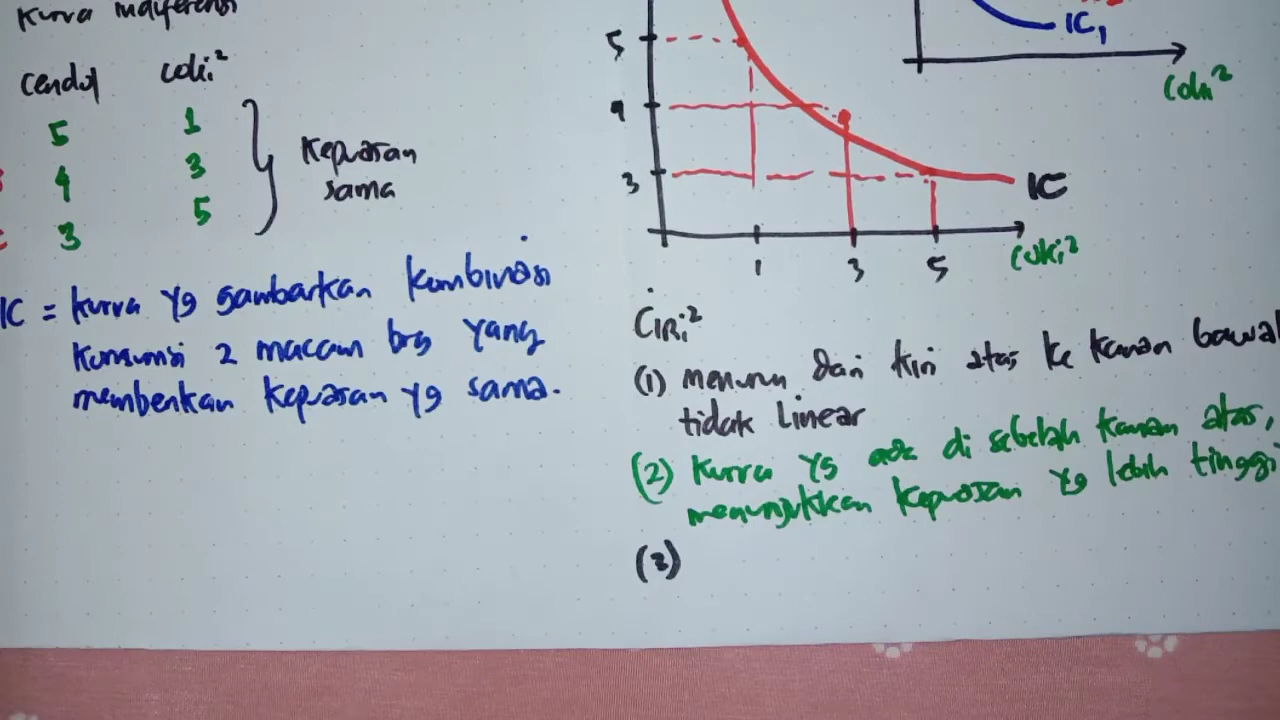 Kurva indiferensi
Cendol coki²
5 1
4 3
3 5
Kepuasan
sama
IC = Kurva yg gambarkan kombinasi
Konsumsi 2 macam brg yang
memberikan kepuasan yg sama.
5
4
3
IC
1 3 5
Coki²
IC₁
Coki²
Ciri²
(1) menurun dari kiri atas ke kanan bawah
tidak linear
(2) Kurva yg ada di sebelah kanan atas,
menunjukkan kepuasan yg lebih tinggi
(3)